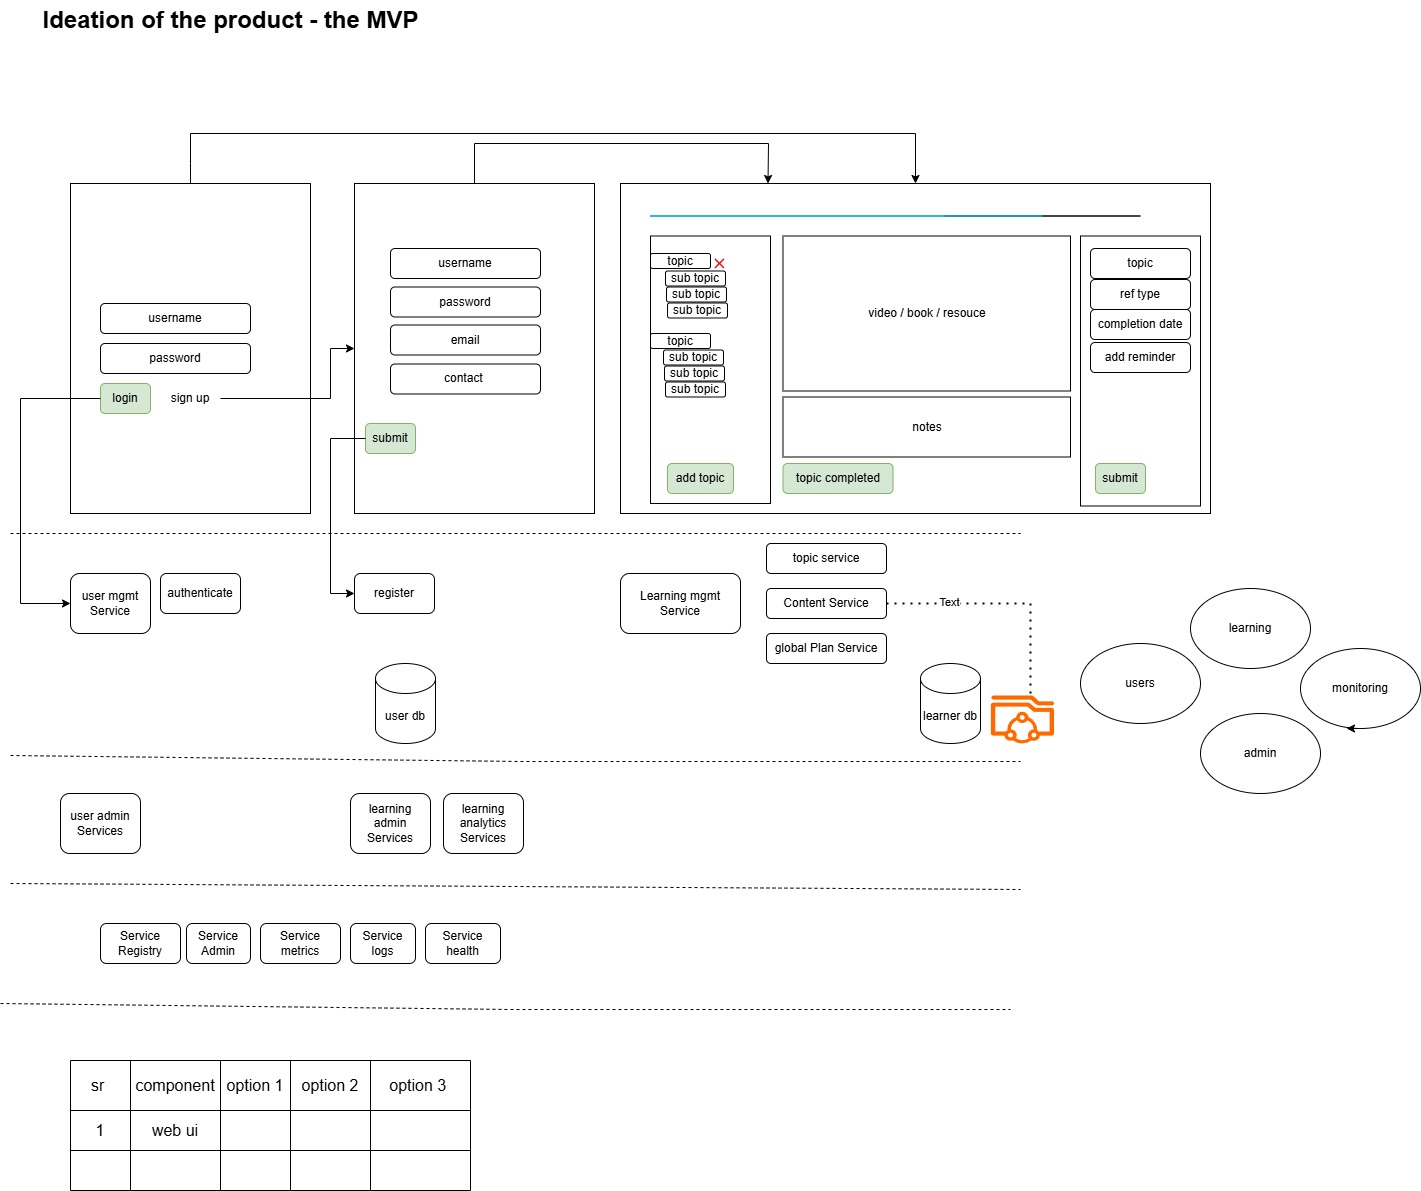 Ideation of the product - the MVP
username
password
login
sign up
username
password
email
contact
submit
topic
sub topic
sub topic
sub topic
topic
sub topic
sub topic
sub topic
add topic
video / book / resouce
notes
topic completed
topic
ref type
completion date
add reminder
submit
user mgmt
Service
authenticate
register
user db
Learning mgmt
Service
topic service
Content Service
global Plan Service
Text
learner db
learning
users
monitoring
admin
user admin
Services
learning
admin
Services
learning
analytics
Services
Service
Registry
Service
Admin
Service
metrics
Service
logs
Service
health
sr component option 1 option 2 option 3
1 web ui